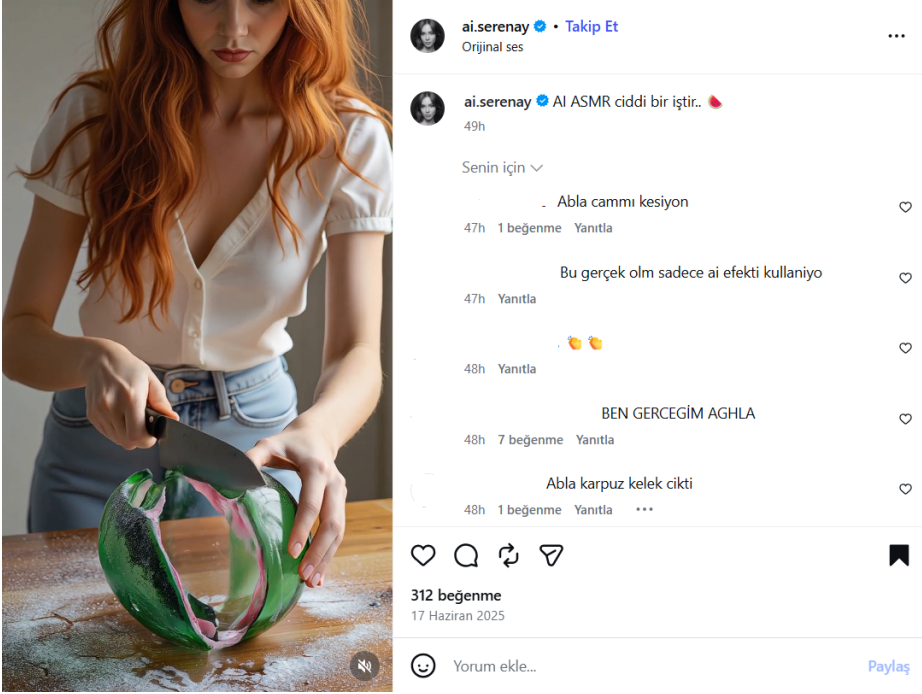 ai.serenay • Takip Et
Orijinal ses
ai.serenay AI ASMR ciddi bir iştir.. 🍉
49h
Senin için
Abla cammı kesiyon
47h 1 beğenme Yanıtla
Bu gerçek olm sadece ai efekti kullaniyo
47h Yanıtla
👏👏
48h Yanıtla
BEN GERCEGİM AGHLA
48h 7 beğenme Yanıtla
Abla karpuz kelek cikti
48h 1 beğenme Yanıtla
312 beğenme
17 Haziran 2025
Yorum ekle...
Paylaş